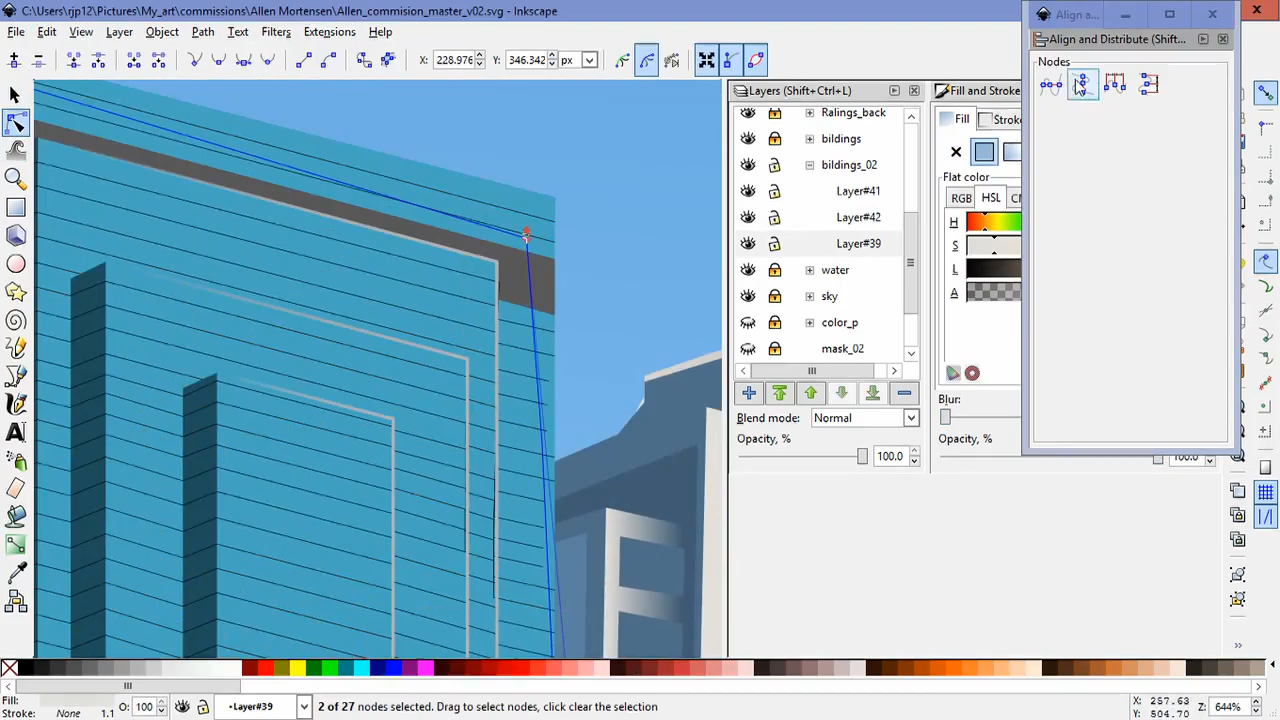 C:\Users\rjp12\Pictures\My_art\commissions\Allen Mortensen\Allen_commision_master_v02.svg - Inkscape
File Edit View Layer Object Path Text Filters Extensions Help
X: 228.976 Y: 346.342 px
Align a...
Align and Distribute (Shift...
Nodes
Layers (Shift+Ctrl+L)
Ralings_back
bildings
bildings_02
Layer#41
Layer#42
Layer#39
water
sky
color_p
mask_02
Blend mode: Normal
Opacity, %
100.0
Fill and Stroke
Fill Stroke
Flat color
RGB HSL
H
S
L
A
Blur:
Opacity, %
100.0
Fill:
Stroke: None 1.1
O: 100
•Layer#39
2 of 27 nodes selected. Drag to select nodes, click clear the selection
X: 257.63
Y: 504.70
Z: 644%